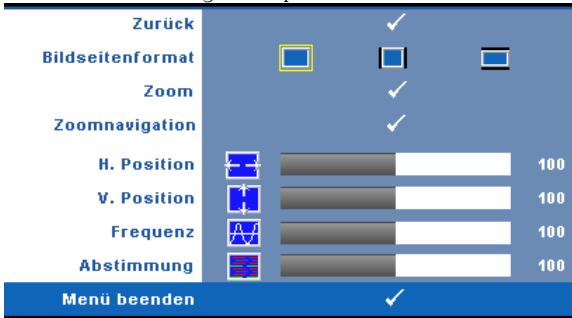 Zurück
Bildseitenformat
Zoom
Zoomnavigation
H. Position 100
V. Position 100
Frequenz 100
Abstimmung 100
Menü beenden